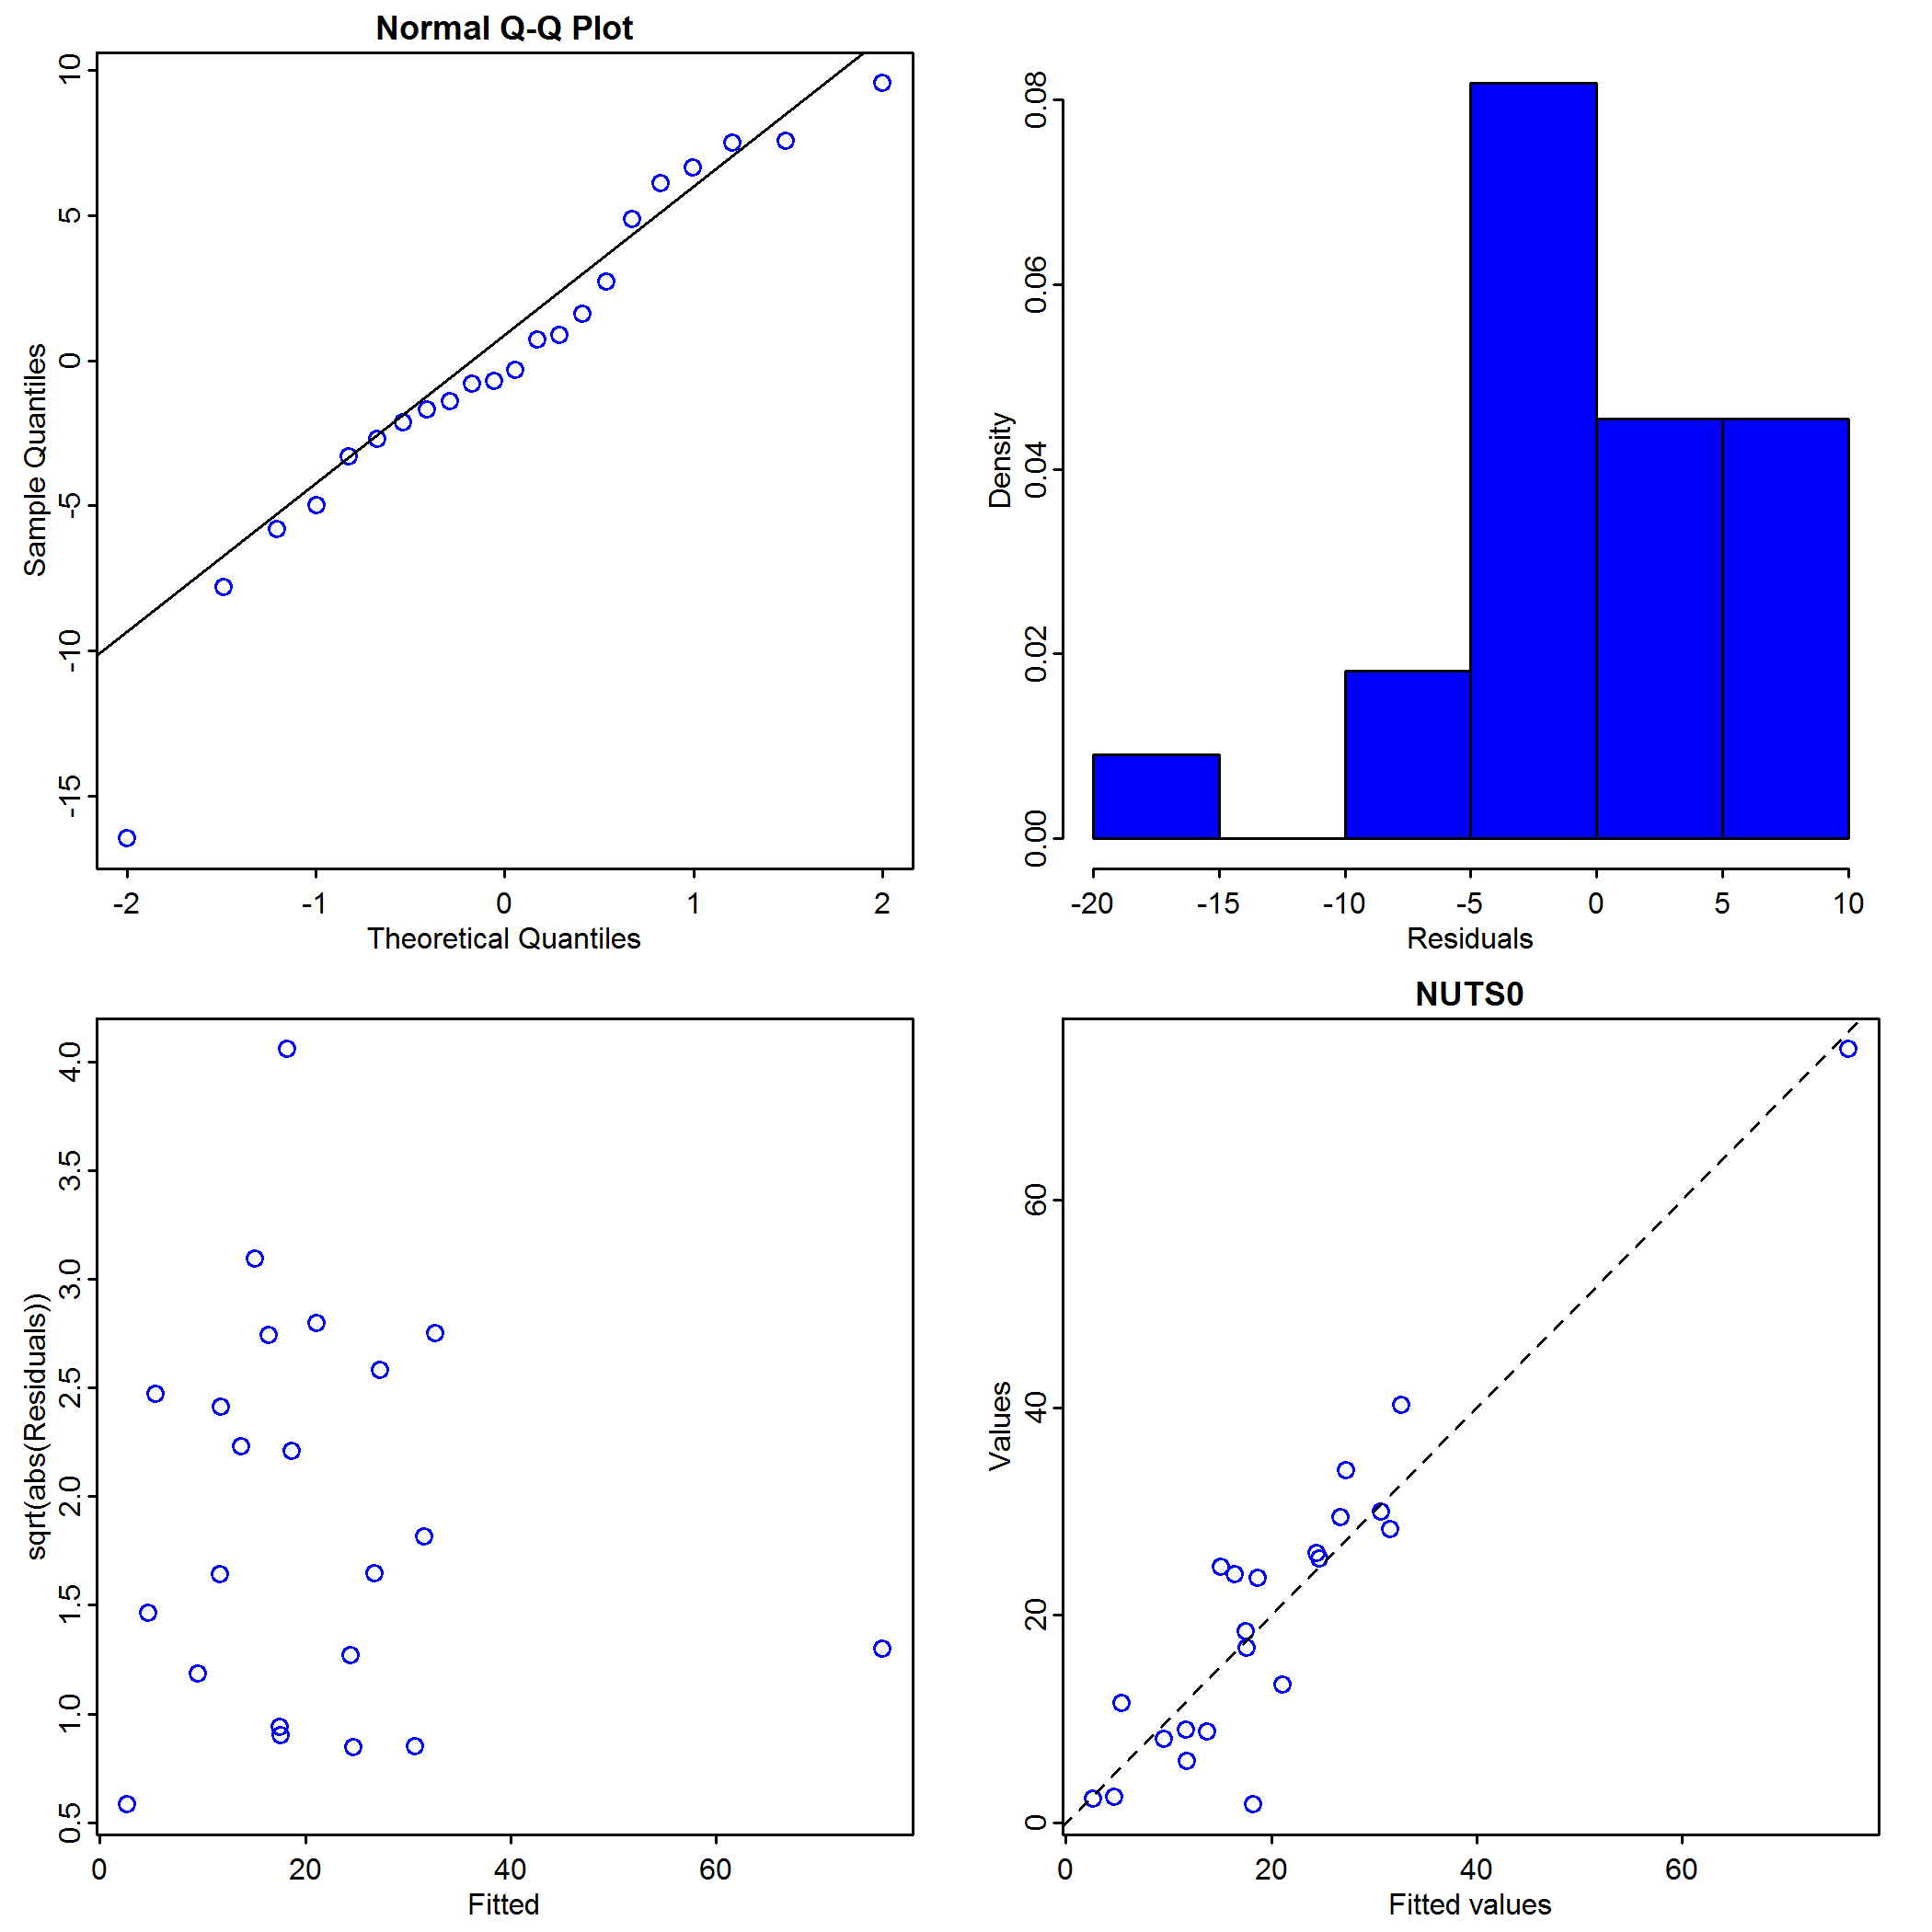 Normal Q-Q Plot
Sample Quantiles
10
5
0
-5
-10
-15
-2 -1 0 1 2
Theoretical Quantiles
Density
0.08
0.06
0.04
0.02
0.00
-20 -15 -10 -5 0 5 10
Residuals
sqrt(abs(Residuals))
4.0
3.5
3.0
2.5
2.0
1.5
1.0
0.5
0 20 40 60
Fitted
NUTS0
Values
60
40
20
0
0 20 40 60
Fitted values